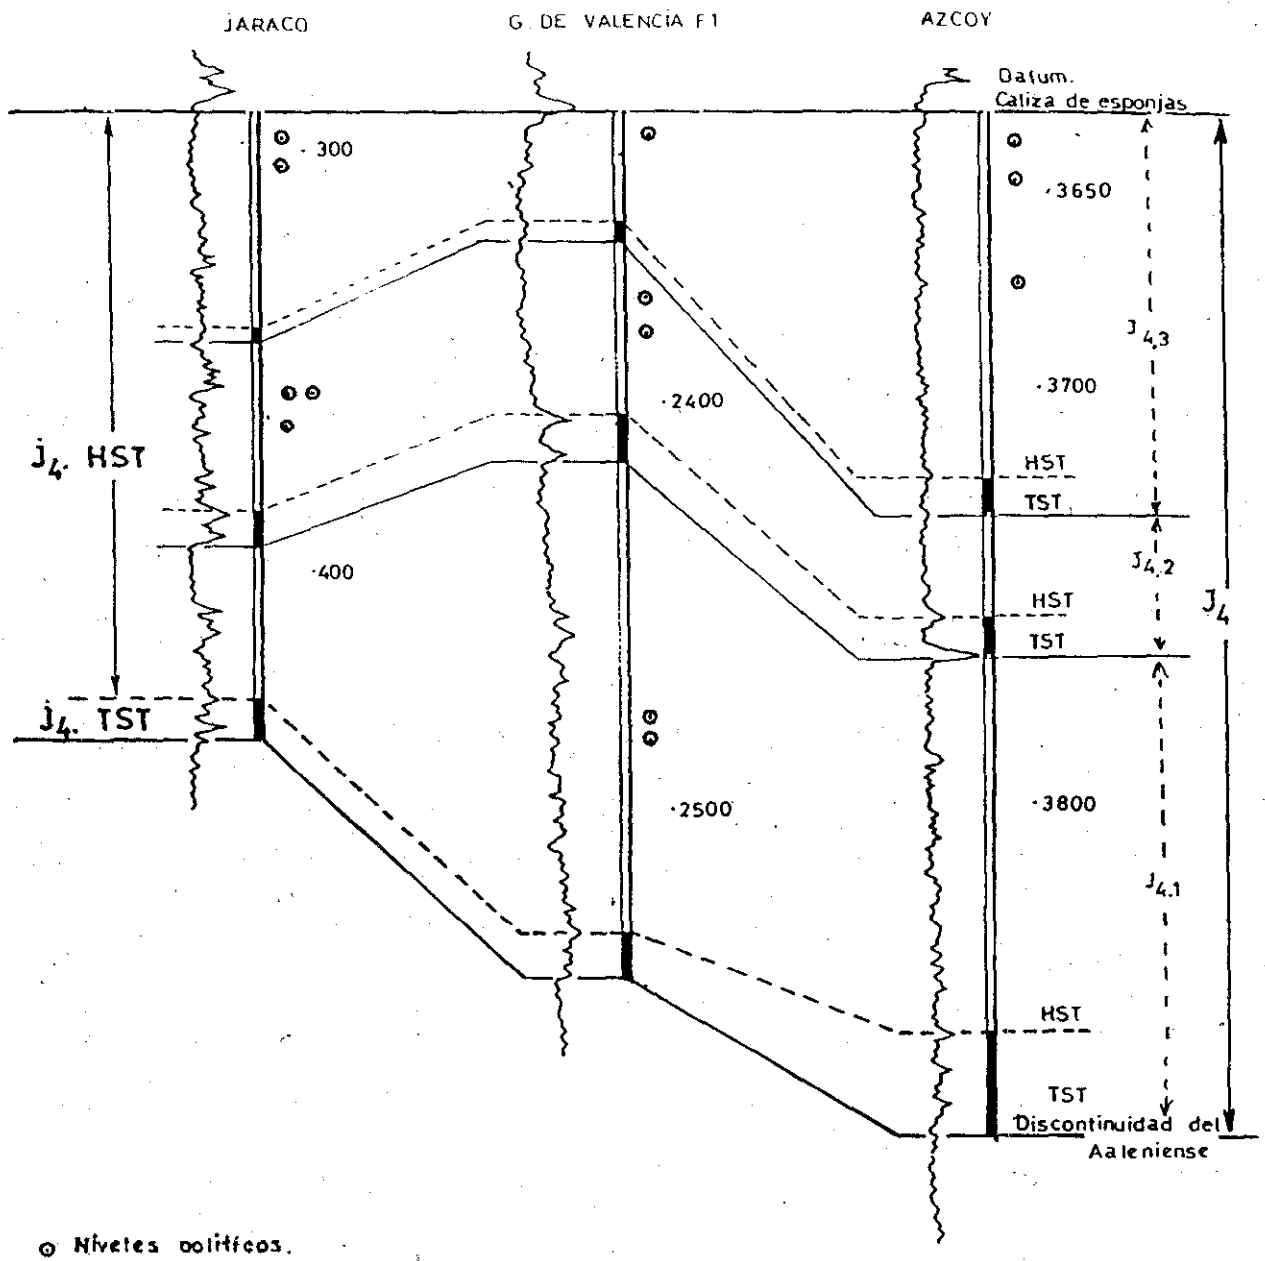 JARACO
G. DE VALENCIA F1
AZCOY
Datum.
Caliza de esponjas
·300
·3650
J4.3
·3700
·2400
j4. HST
HST
TST
J4.2
·400
HST
J4
TST
j4. TST
·2500
·3800
J4.1
HST
TST
Discontinuidad del
Aaleniense
⊙ Niveles oolíticos.